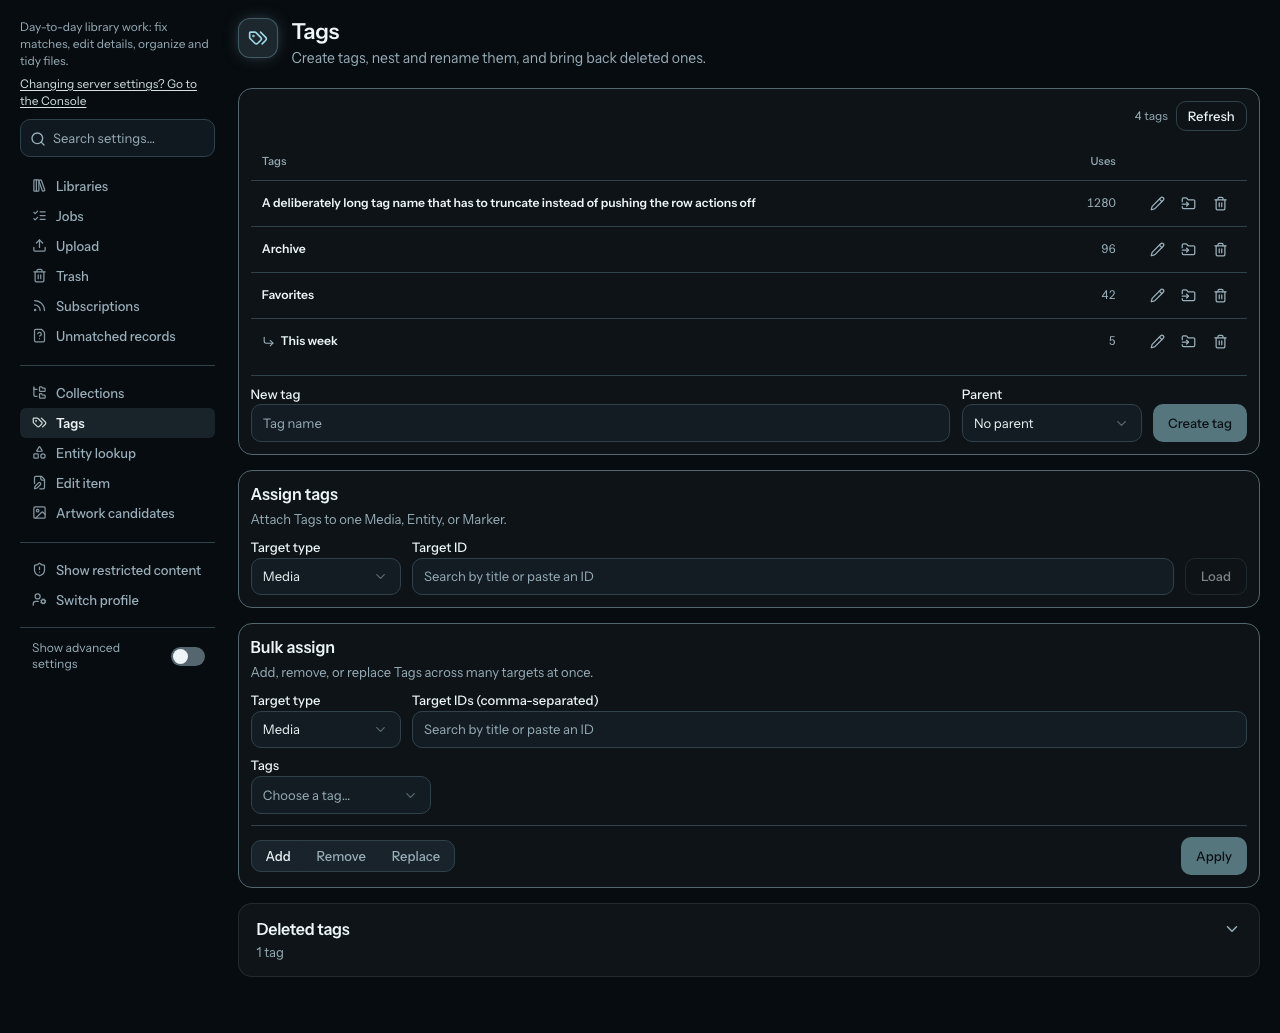 Day-to-day library work: fix
matches, edit details, organize and
tidy files.
Changing server settings? Go to
the Console
Search settings...
Libraries
Jobs
Upload
Trash
Subscriptions
Unmatched records
Collections
Tags
Entity lookup
Edit item
Artwork candidates
Show restricted content
Switch profile
Show advanced
settings
Tags
Create tags, nest and rename them, and bring back deleted ones.
4 tags Refresh
Tags Uses
A deliberately long tag name that has to truncate instead of pushing the row actions off 1280
Archive 96
Favorites 42
This week 5
New tag Parent
Tag name No parent Create tag
Assign tags
Attach Tags to one Media, Entity, or Marker.
Target type Target ID
Media Search by title or paste an ID Load
Bulk assign
Add, remove, or replace Tags across many targets at once.
Target type Target IDs (comma-separated)
Media Search by title or paste an ID
Tags
Choose a tag...
Add Remove Replace Apply
Deleted tags
1 tag